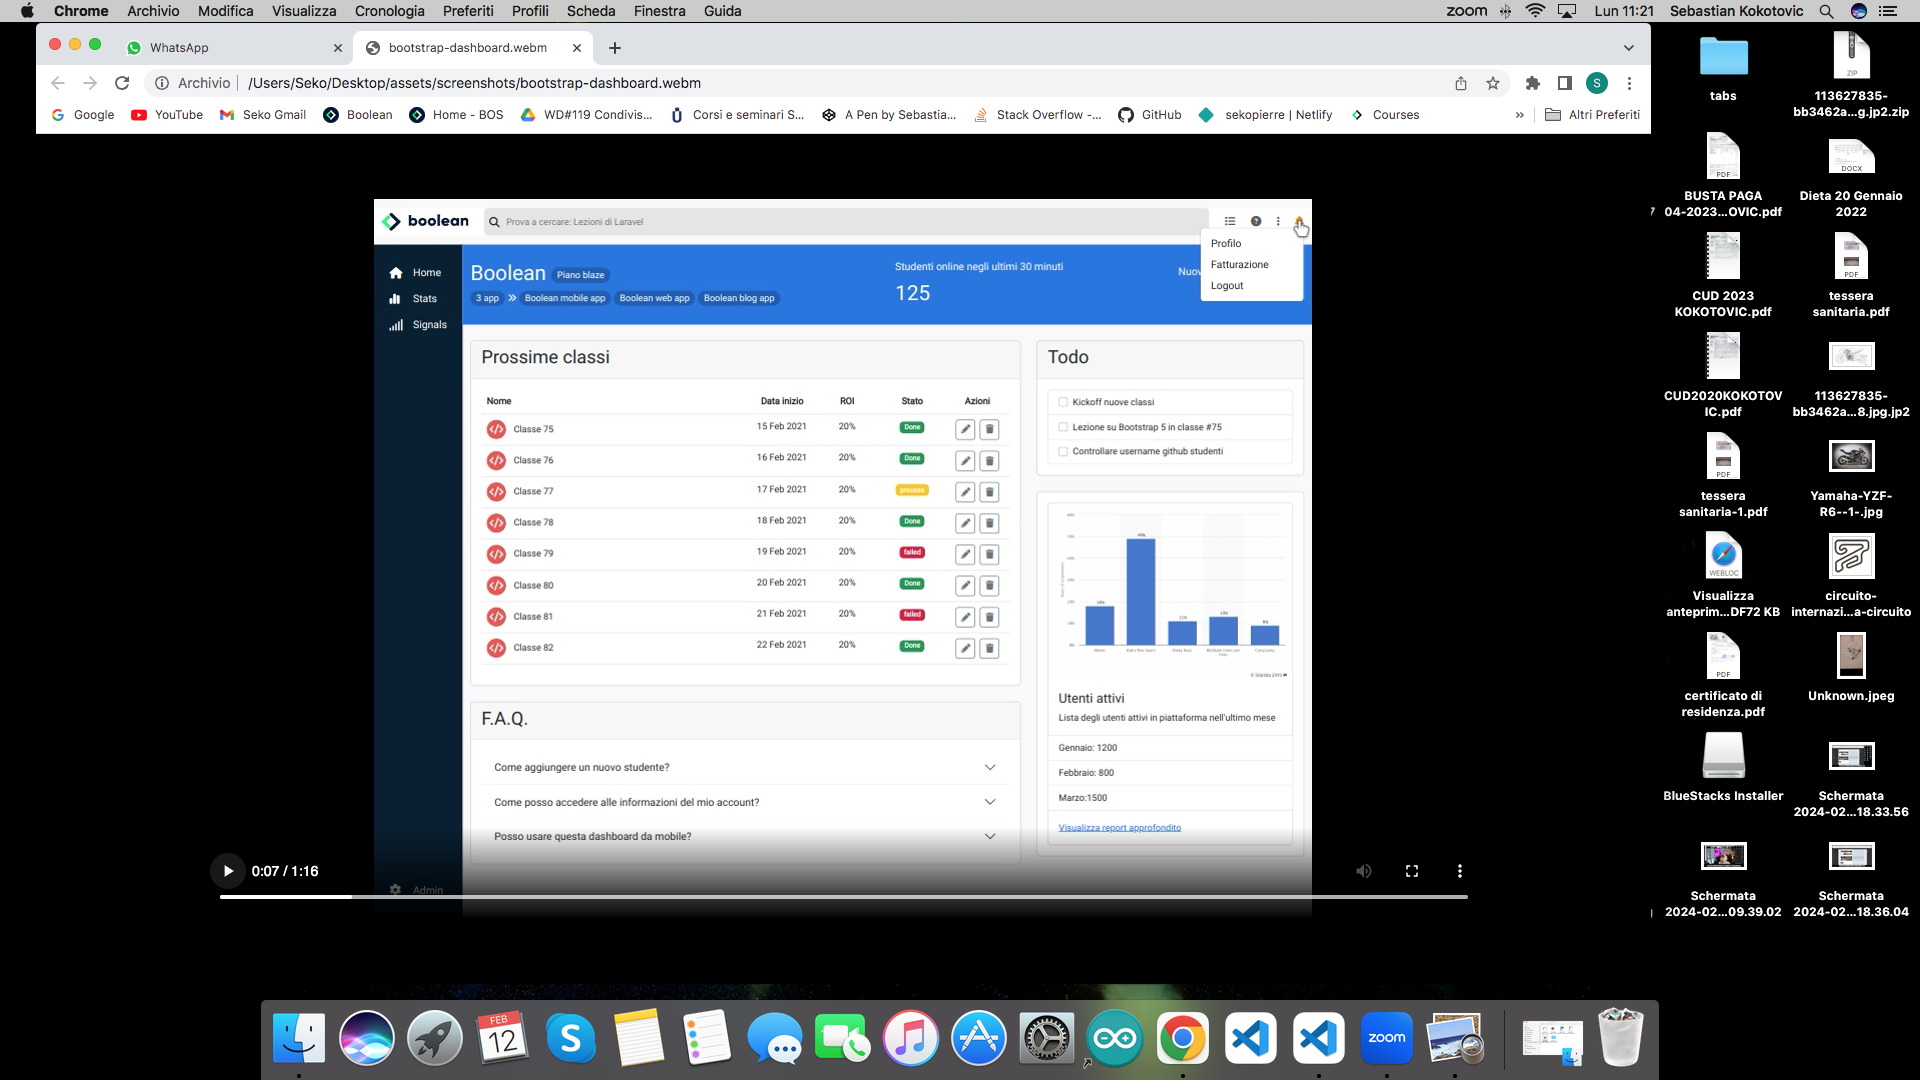 Chrome Archivio Modifica Visualizza Cronologia Preferiti Profili Scheda Finestra Guida
zoom Lun 11:21 Sebastian Kokotovic
WhatsApp
bootstrap-dashboard.webm
Archivio /Users/Seko/Desktop/assets/screenshots/bootstrap-dashboard.webm
S
Google YouTube Seko Gmail Boolean Home - BOS WD#119 Condivis... Corsi e seminari S... A Pen by Sebastia... Stack Overflow -... GitHub sekopierre | Netlify Courses » Altri Preferiti
boolean
Prova a cercare: Lezioni di Laravel
Profilo
Fatturazione
Logout
Home
Stats
Signals
Admin
Boolean Piano blaze
3 app Boolean mobile app Boolean web app Boolean blog app
Studenti online negli ultimi 30 minuti
125
Prossime classi
Nome Data inizio ROI Stato Azioni
Classe 75 15 Feb 2021 20% Done
Classe 76 16 Feb 2021 20% Done
Classe 77 17 Feb 2021 20% process
Classe 78 18 Feb 2021 20% Done
Classe 79 19 Feb 2021 20% failed
Classe 80 20 Feb 2021 20% Done
Classe 81 21 Feb 2021 20% failed
Classe 82 22 Feb 2021 20% Done
F.A.Q.
Come aggiungere un nuovo studente?
Come posso accedere alle informazioni del mio account?
Posso usare questa dashboard da mobile?
Todo
Kickoff nuove classi
Lezione su Bootstrap 5 in classe #75
Controllare username github studenti
Utenti attivi
Lista degli utenti attivi in piattaforma nell'ultimo mese
Gennaio: 1200
Febbraio: 800
Marzo:1500
Visualizza report approfondito
0:07 / 1:16
tabs
ZIP
113627835-
bb3462a...g.jp2.zip
PDF
BUSTA PAGA
04-2023...OVIC.pdf
DOCX
Dieta 20 Gennaio
2022
CUD 2023
KOKOTOVIC.pdf
PDF
tessera
sanitaria.pdf
CUD2020KOKOTOV
IC.pdf
113627835-
bb3462a...8.jpg.jp2
PDF
tessera
sanitaria-1.pdf
Yamaha-YZF-
R6--1-.jpg
WEBLOC
Visualizza
anteprim...DF72 KB
circuito-
internazi...a-circuito
PDF
certificato di
residenza.pdf
Unknown.jpeg
BlueStacks Installer
Schermata
2024-02...18.33.56
Schermata
2024-02...09.39.02
Schermata
2024-02...18.36.04
FEB
12
zoom